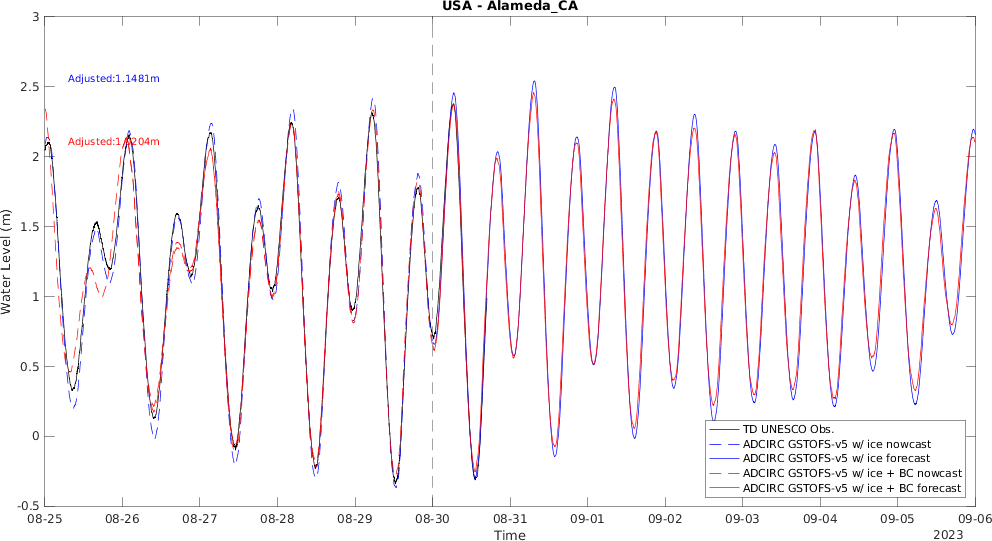 USA - Alameda_CA
3
2.5
2
1.5
1
0.5
0
-0.5
Water Level (m)
Adjusted:1.1481m
Adjusted:1.1204m
TD UNESCO Obs.
ADCIRC GSTOFS-v5 w/ ice nowcast
ADCIRC GSTOFS-v5 w/ ice forecast
ADCIRC GSTOFS-v5 w/ ice + BC nowcast
ADCIRC GSTOFS-v5 w/ ice + BC forecast
08-25 08-26 08-27 08-28 08-29 08-30 08-31 09-01 09-02 09-03 09-04 09-05 09-06
Time
2023